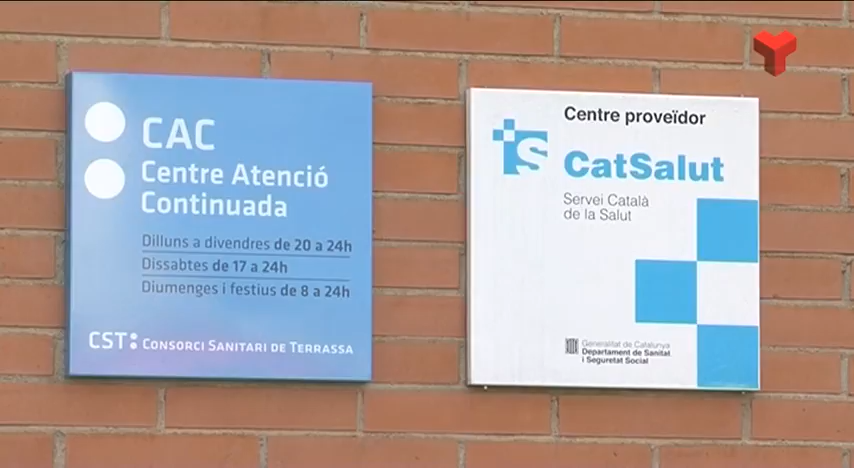 CAC
Centre Atenció
Continuada
Dilluns a divendres de 20 a 24h
Dissabtes de 17 a 24h
Diumenges i festius de 8 a 24h
CST: CONSORCI SANITARI DE TERRASSA
Centre proveïdor
CatSalut
Servei Català
de la Salut
Generalitat de Catalunya
Departament de Sanitat
i Seguretat Social